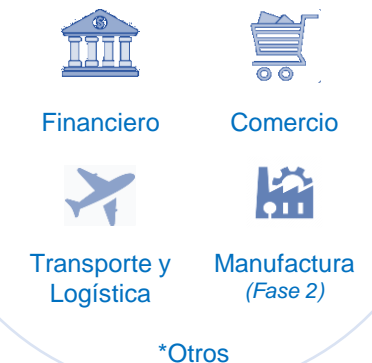 Financiero
Comercio
Transporte y
Logística
Manufactura
(Fase 2)
*Otros